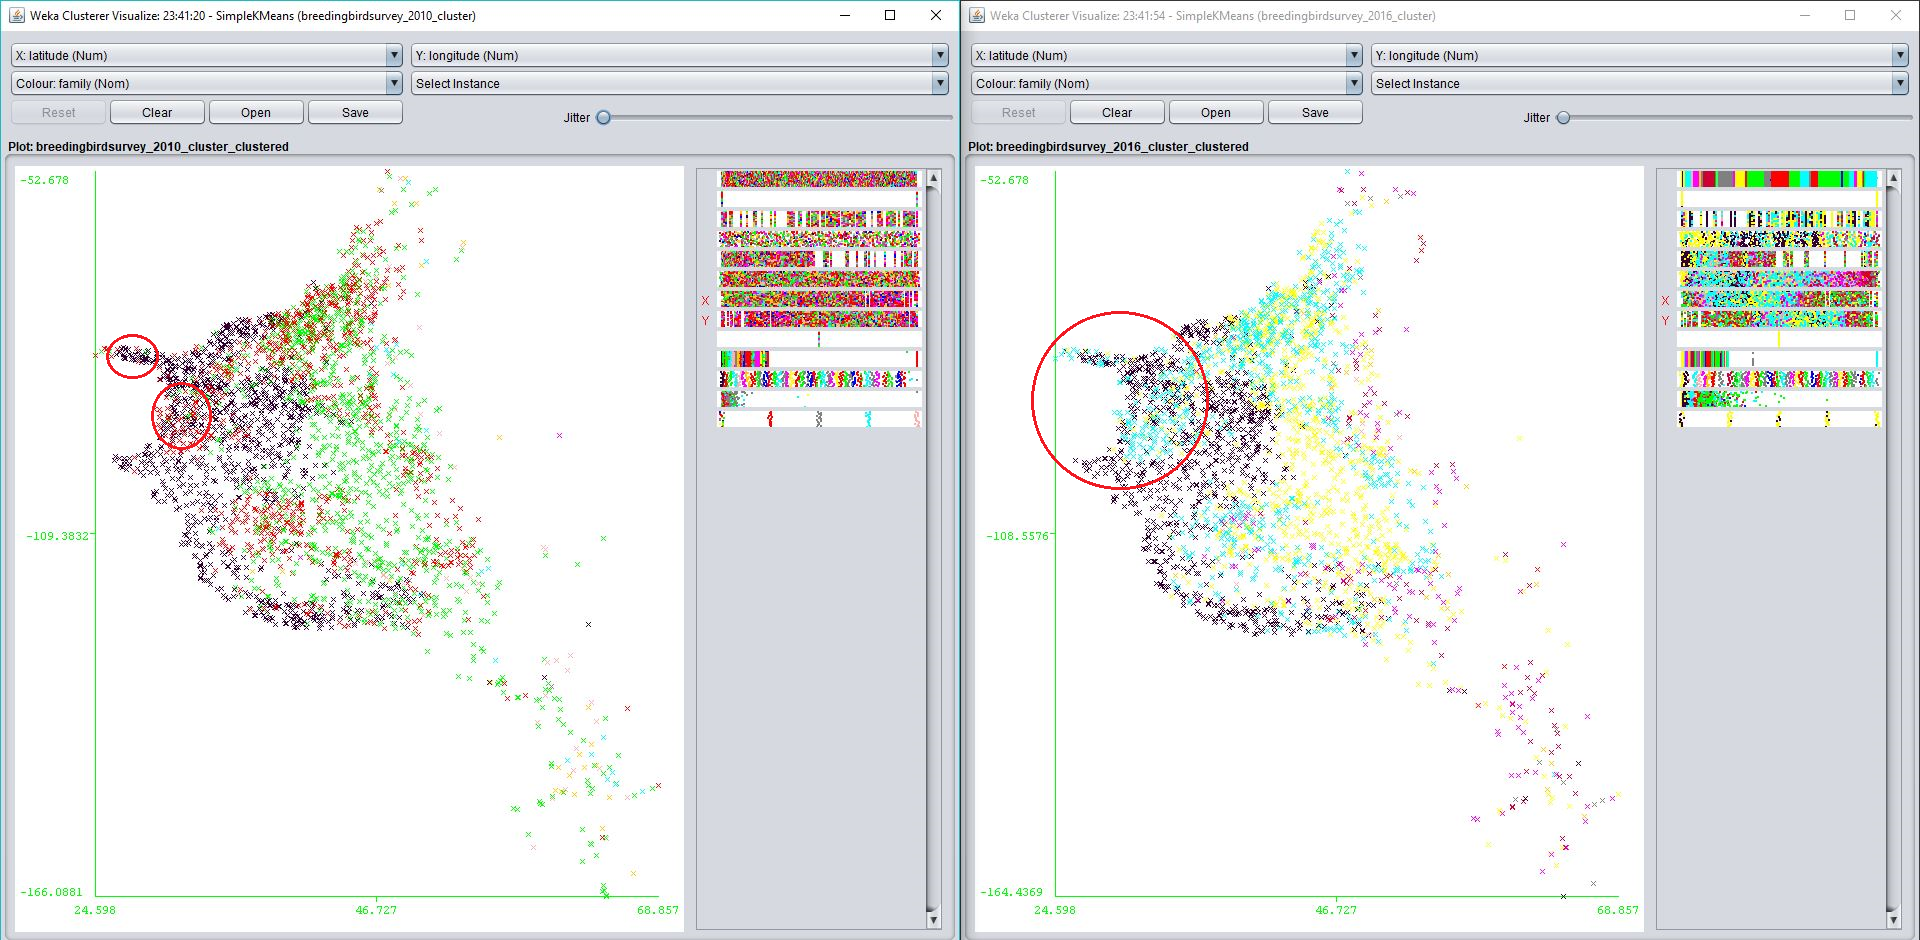 Weka Clusterer Visualize: 23:41:20 - SimpleKMeans (breedingbirdsurvey_2010_cluster)
X: latitude (Num)
Y: longitude (Num)
Colour: family (Nom)
Select Instance
Reset
Clear
Open
Save
Jitter
Plot: breedingbirdsurvey_2010_cluster_clustered
-52.678
-109.3832
-166.0881
24.598
46.727
68.857
X
Y
Weka Clusterer Visualize: 23:41:54 - SimpleKMeans (breedingbirdsurvey_2016_cluster)
X: latitude (Num)
Y: longitude (Num)
Colour: family (Nom)
Select Instance
Reset
Clear
Open
Save
Jitter
Plot: breedingbirdsurvey_2016_cluster_clustered
-52.678
-108.5576
-164.4369
24.598
46.727
68.857
X
Y